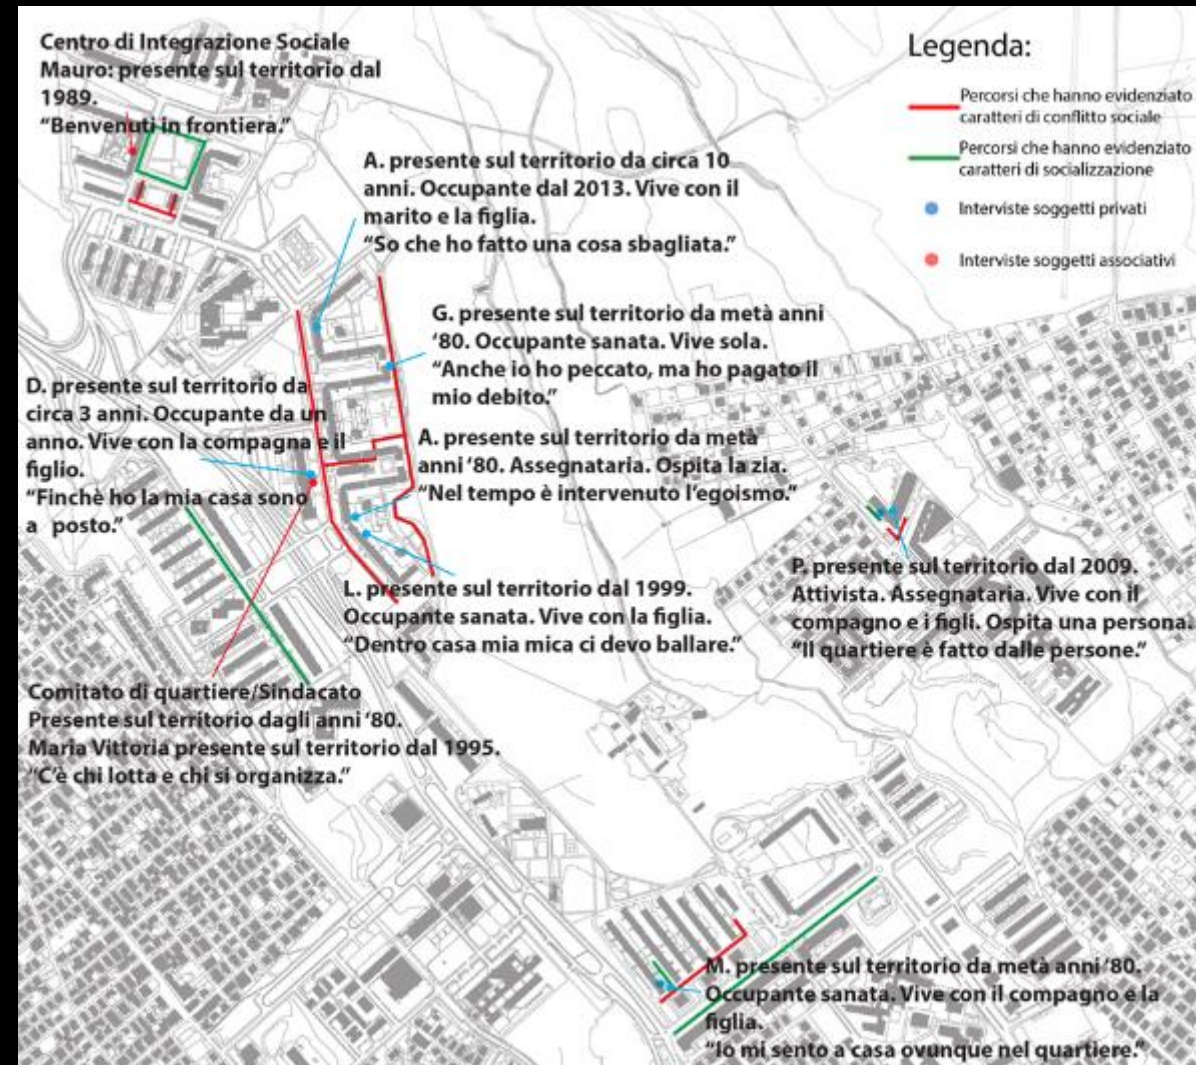 Centro di Integrazione Sociale
Mauro: presente sul territorio dal
1989.
“Benvenuti in frontiera.”
Legenda:
Percorsi che hanno evidenziato
caratteri di conflitto sociale
Percorsi che hanno evidenziato
caratteri di socializzazione
Interviste soggetti privati
Interviste soggetti associativi
A. presente sul territorio da circa 10
anni. Occupante dal 2013. Vive con il
marito e la figlia.
“So che ho fatto una cosa sbagliata.”
G. presente sul territorio da metà anni
‘80. Occupante sanata. Vive sola.
“Anche io ho peccato, ma ho pagato il
mio debito.”
D. presente sul territorio da
circa 3 anni. Occupante da un
anno. Vive con la compagna e il
figlio.
“Finchè ho la mia casa sono
a posto.”
A. presente sul territorio da metà
anni ‘80. Assegnataria. Ospita la zia.
“Nel tempo è intervenuto l’egoismo.”
L. presente sul territorio dal 1999.
Occupante sanata. Vive con la figlia.
“Dentro casa mia mica ci devo ballare.”
P. presente sul territorio dal 2009.
Attivista. Assegnataria. Vive con il
compagno e i figli. Ospita una persona.
“Il quartiere è fatto dalle persone.”
Comitato di quartiere/Sindacato
Presente sul territorio dagli anni ‘80.
Maria Vittoria presente sul territorio dal 1995.
“C’è chi lotta e chi si organizza.”
M. presente sul territorio da metà anni ‘80.
Occupante sanata. Vive con il compagno e la
figlia.
“Io mi sento a casa ovunque nel quartiere.”